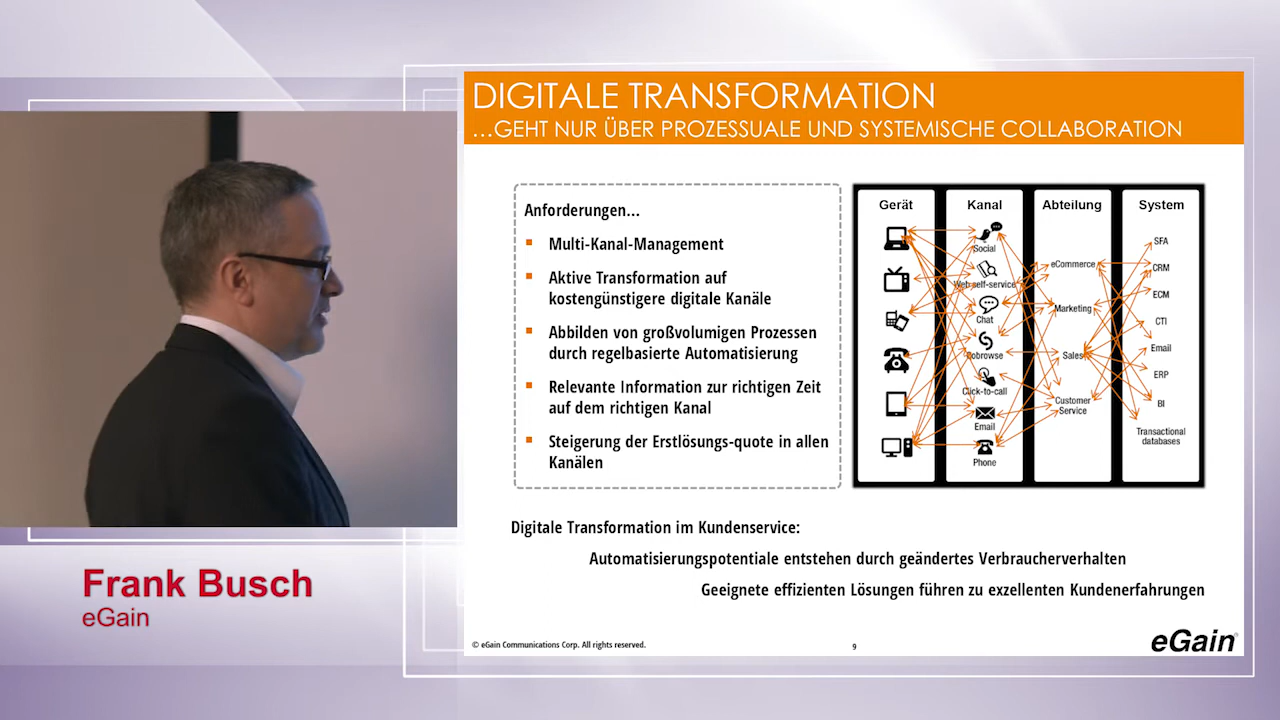 DIGITALE TRANSFORMATION
...GEHT NUR ÜBER PROZESSUALE UND SYSTEMISCHE COLLABORATION
Anforderungen...
Multi-Kanal-Management
Aktive Transformation auf
kostengünstigere digitale Kanäle
Abbilden von großvolumigen Prozessen
durch regelbasierte Automatisierung
Relevante Information zur richtigen Zeit
auf dem richtigen Kanal
Steigerung der Erstlösungs-quote in allen
Kanälen
Gerät
Kanal
Social
Web self-service
Chat
Cobrowse
Click-to-call
Email
Phone
Abteilung
eCommerce
Marketing
Sales
Customer
Service
System
SFA
CRM
ECM
CTI
Email
ERP
BI
Transactional
databases
Digitale Transformation im Kundenservice:
Automatisierungspotentiale entstehen durch geändertes Verbraucherverhalten
Geeignete effizienten Lösungen führen zu exzellenten Kundenerfahrungen
© eGain Communications Corp. All rights reserved.
9
eGain
Frank Busch
eGain